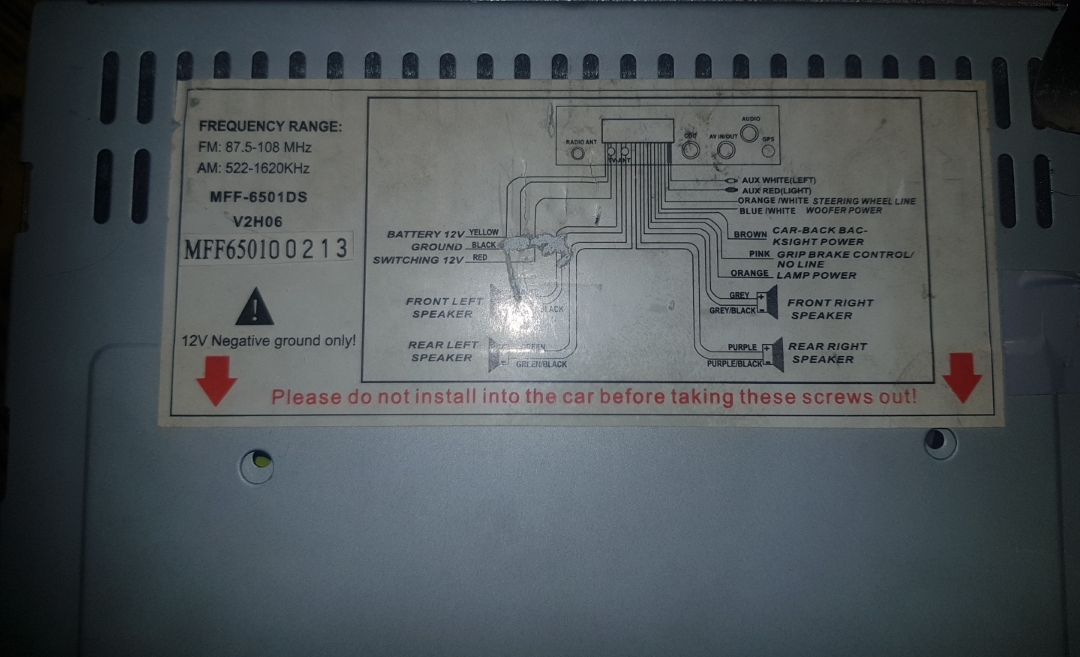 FREQUENCY RANGE:
FM: 87.5-108 MHz
AM: 522-1620KHz
MFF-6501DS
V2H06
MFF650100213
!
12V Negative ground only!
RADIO ANT
AV IN/OUT
AUDIO
GPS
AUX WHITE(LEFT)
AUX RED(LIGHT)
ORANGE /WHITE STEERING WHEEL LINE
BLUE /WHITE WOOFER POWER
BATTERY 12V YELLOW
GROUND BLACK
SWITCHING 12V RED
BROWN CAR-BACK BAC-
KSIGHT POWER
PINK GRIP BRAKE CONTROL/
NO LINE
ORANGE LAMP POWER
FRONT LEFT
SPEAKER
BLACK
GREY
GREY/BLACK
+
-
FRONT RIGHT
SPEAKER
REAR LEFT
SPEAKER
GREEN
GREEN/BLACK
PURPLE
PURPLE/BLACK
+
-
REAR RIGHT
SPEAKER
Please do not install into the car before taking these screws out!